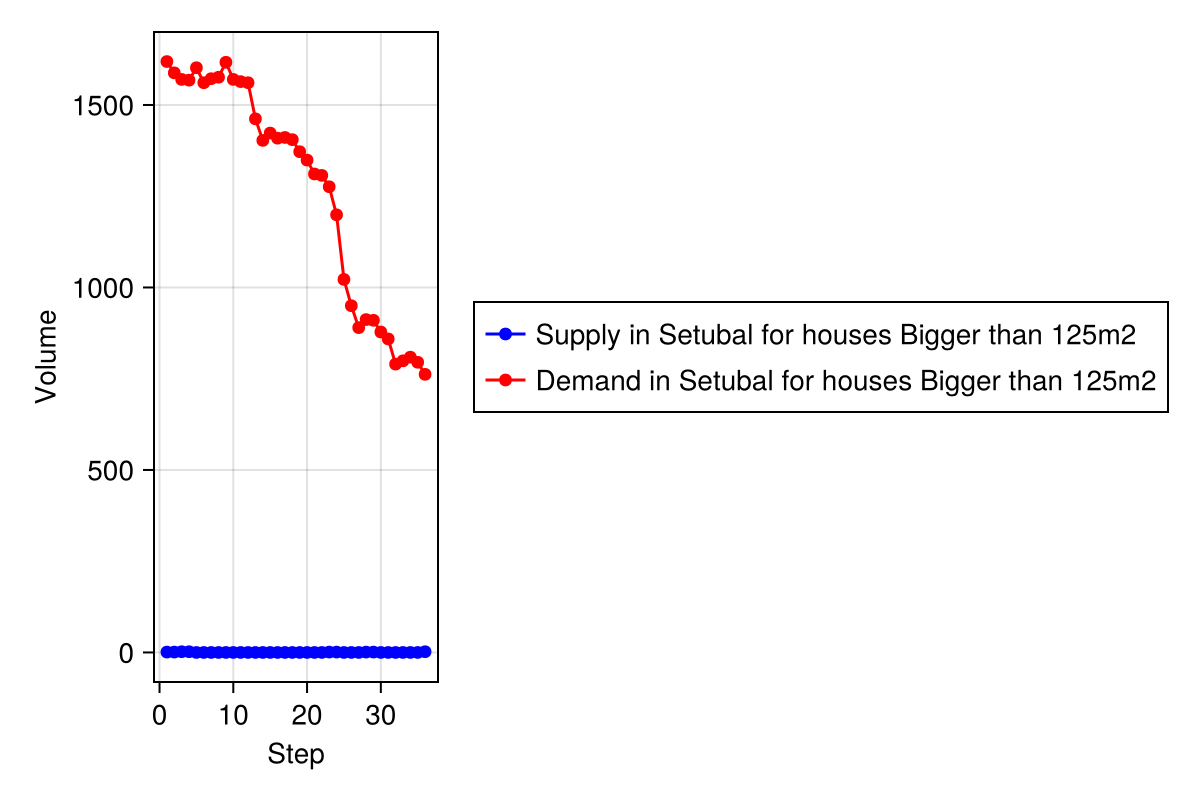 1500
1000
500
0
Volume
0 10 20 30
Step
Supply in Setubal for houses Bigger than 125m2
Demand in Setubal for houses Bigger than 125m2